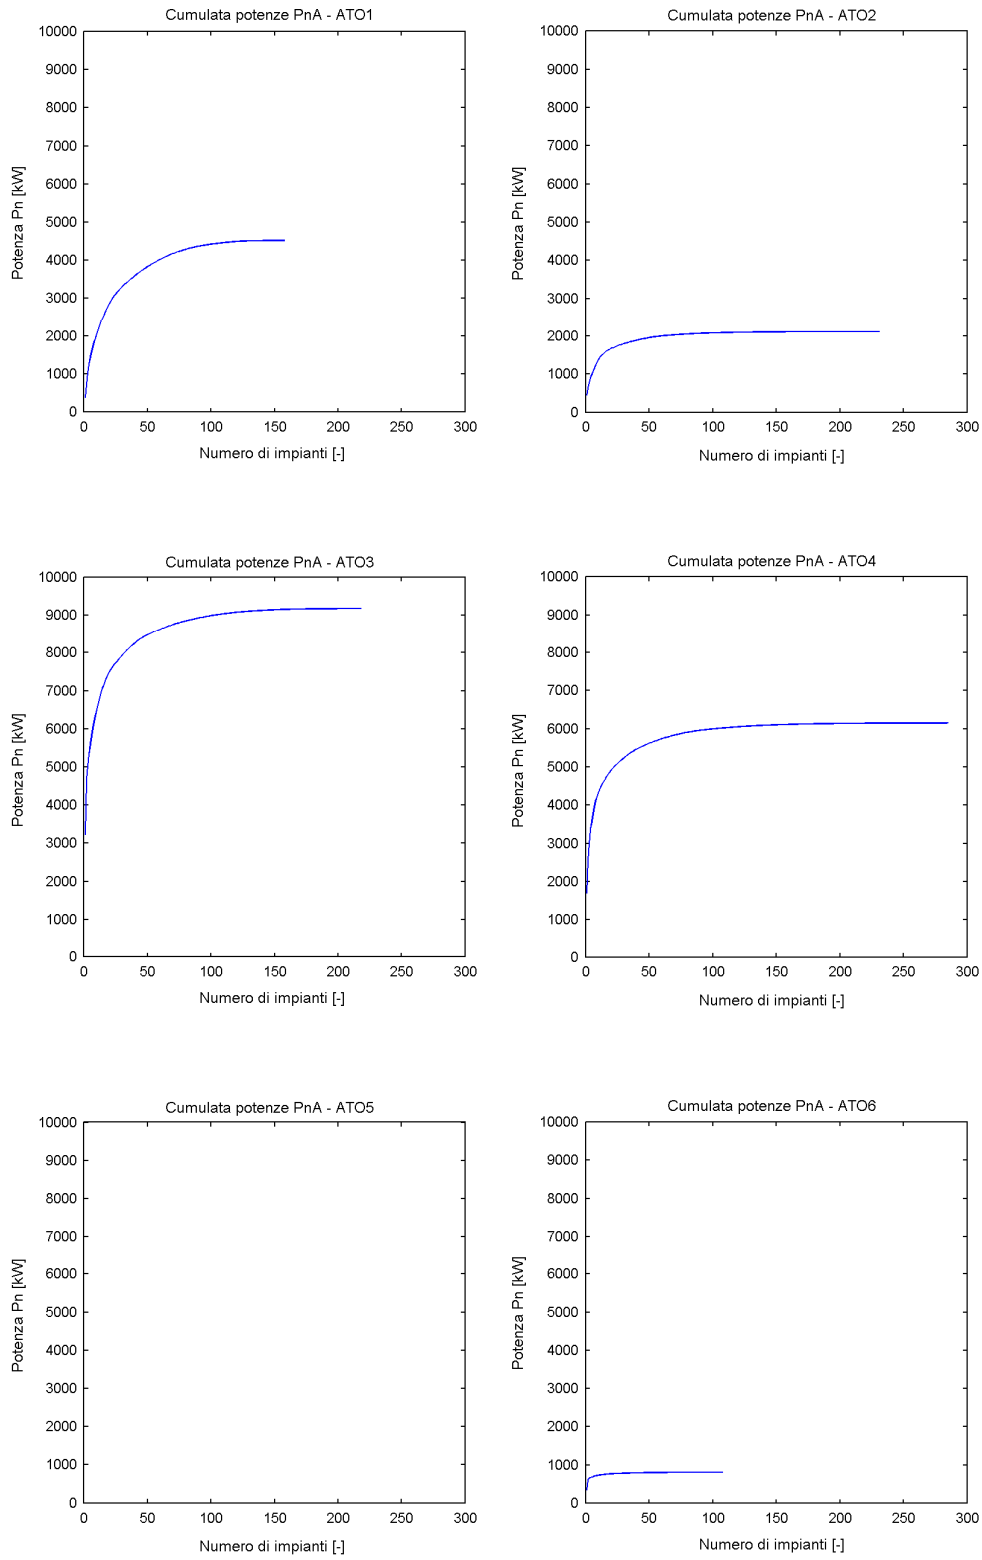 Cumulata potenze PnA - ATO1
10000
9000
8000
7000
6000
5000
4000
3000
2000
1000
0
Potenza Pn [kW]
0 50 100 150 200 250 300
Numero di impianti [-]
Cumulata potenze PnA - ATO2
10000
9000
8000
7000
6000
5000
4000
3000
2000
1000
0
Potenza Pn [kW]
0 50 100 150 200 250 300
Numero di impianti [-]
Cumulata potenze PnA - ATO3
10000
9000
8000
7000
6000
5000
4000
3000
2000
1000
0
Potenza Pn [kW]
0 50 100 150 200 250 300
Numero di impianti [-]
Cumulata potenze PnA - ATO4
10000
9000
8000
7000
6000
5000
4000
3000
2000
1000
0
Potenza Pn [kW]
0 50 100 150 200 250 300
Numero di impianti [-]
Cumulata potenze PnA - ATO5
10000
9000
8000
7000
6000
5000
4000
3000
2000
1000
0
Potenza Pn [kW]
0 50 100 150 200 250 300
Numero di impianti [-]
Cumulata potenze PnA - ATO6
10000
9000
8000
7000
6000
5000
4000
3000
2000
1000
0
Potenza Pn [kW]
0 50 100 150 200 250 300
Numero di impianti [-]